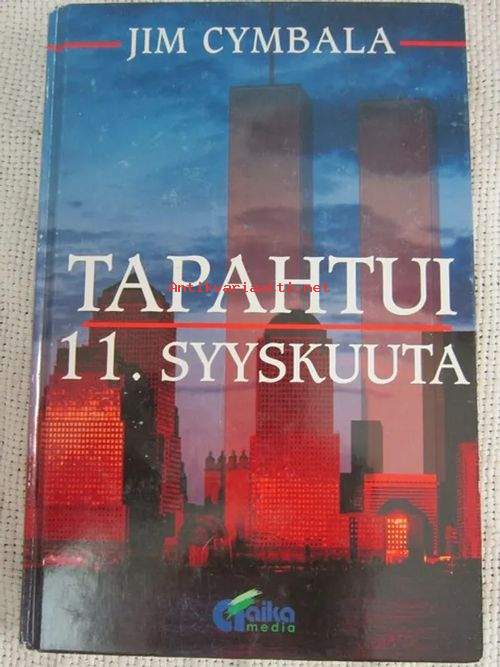 JIM CYMBALA
TAPAHTUI
Antikvariaatti.net
11. SYYSKUUTA
aika
media